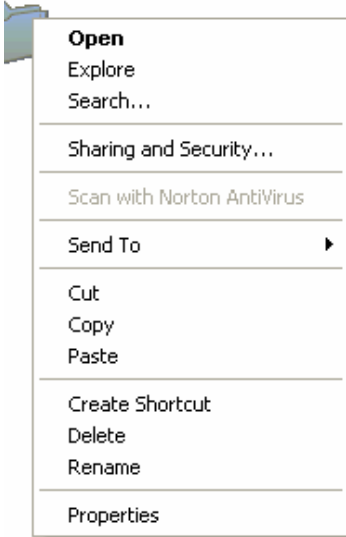 Open
Explore
Search...
Sharing and Security...
Scan with Norton AntiVirus
Send To
Cut
Copy
Paste
Create Shortcut
Delete
Rename
Properties